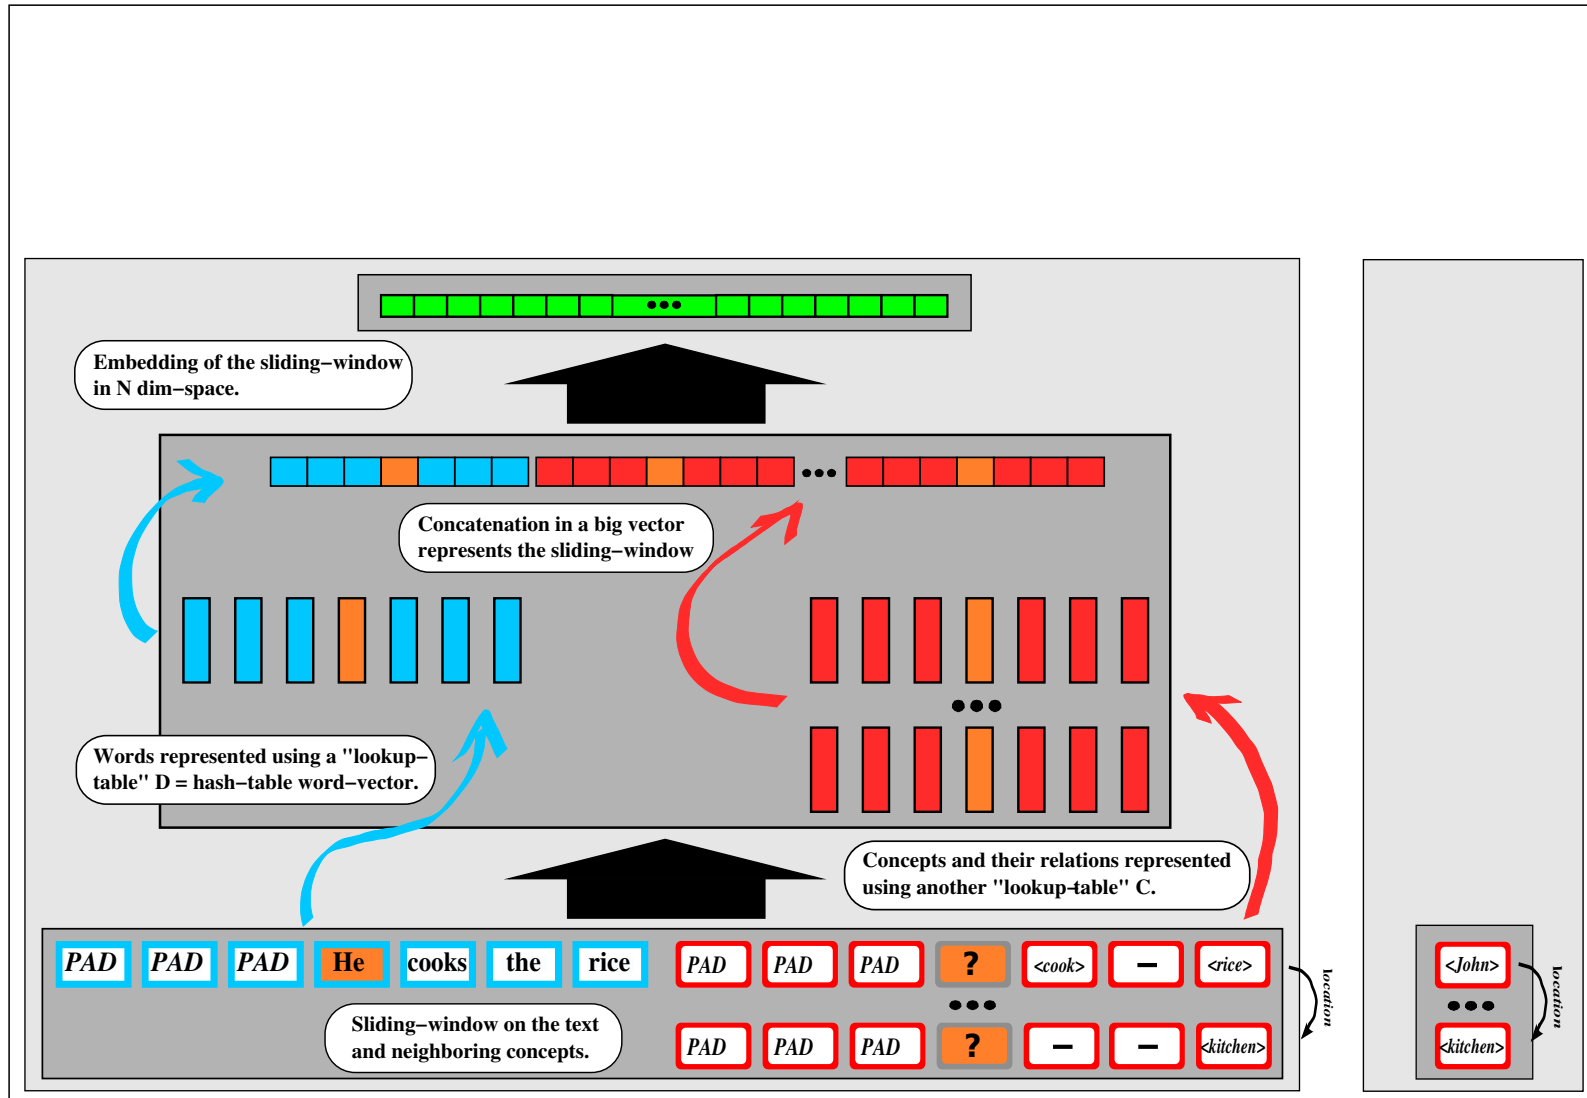 Embedding of the sliding-window
in N dim-space.
Concatenation in a big vector
represents the sliding-window
Words represented using a "lookup-
table" D = hash-table word-vector.
Concepts and their relations represented
using another "lookup-table" C.
PAD PAD PAD He cooks the rice PAD PAD PAD ? <cook> – <rice> location <John> location
Sliding-window on the text
and neighboring concepts.
PAD PAD PAD ? – – <kitchen> <kitchen>